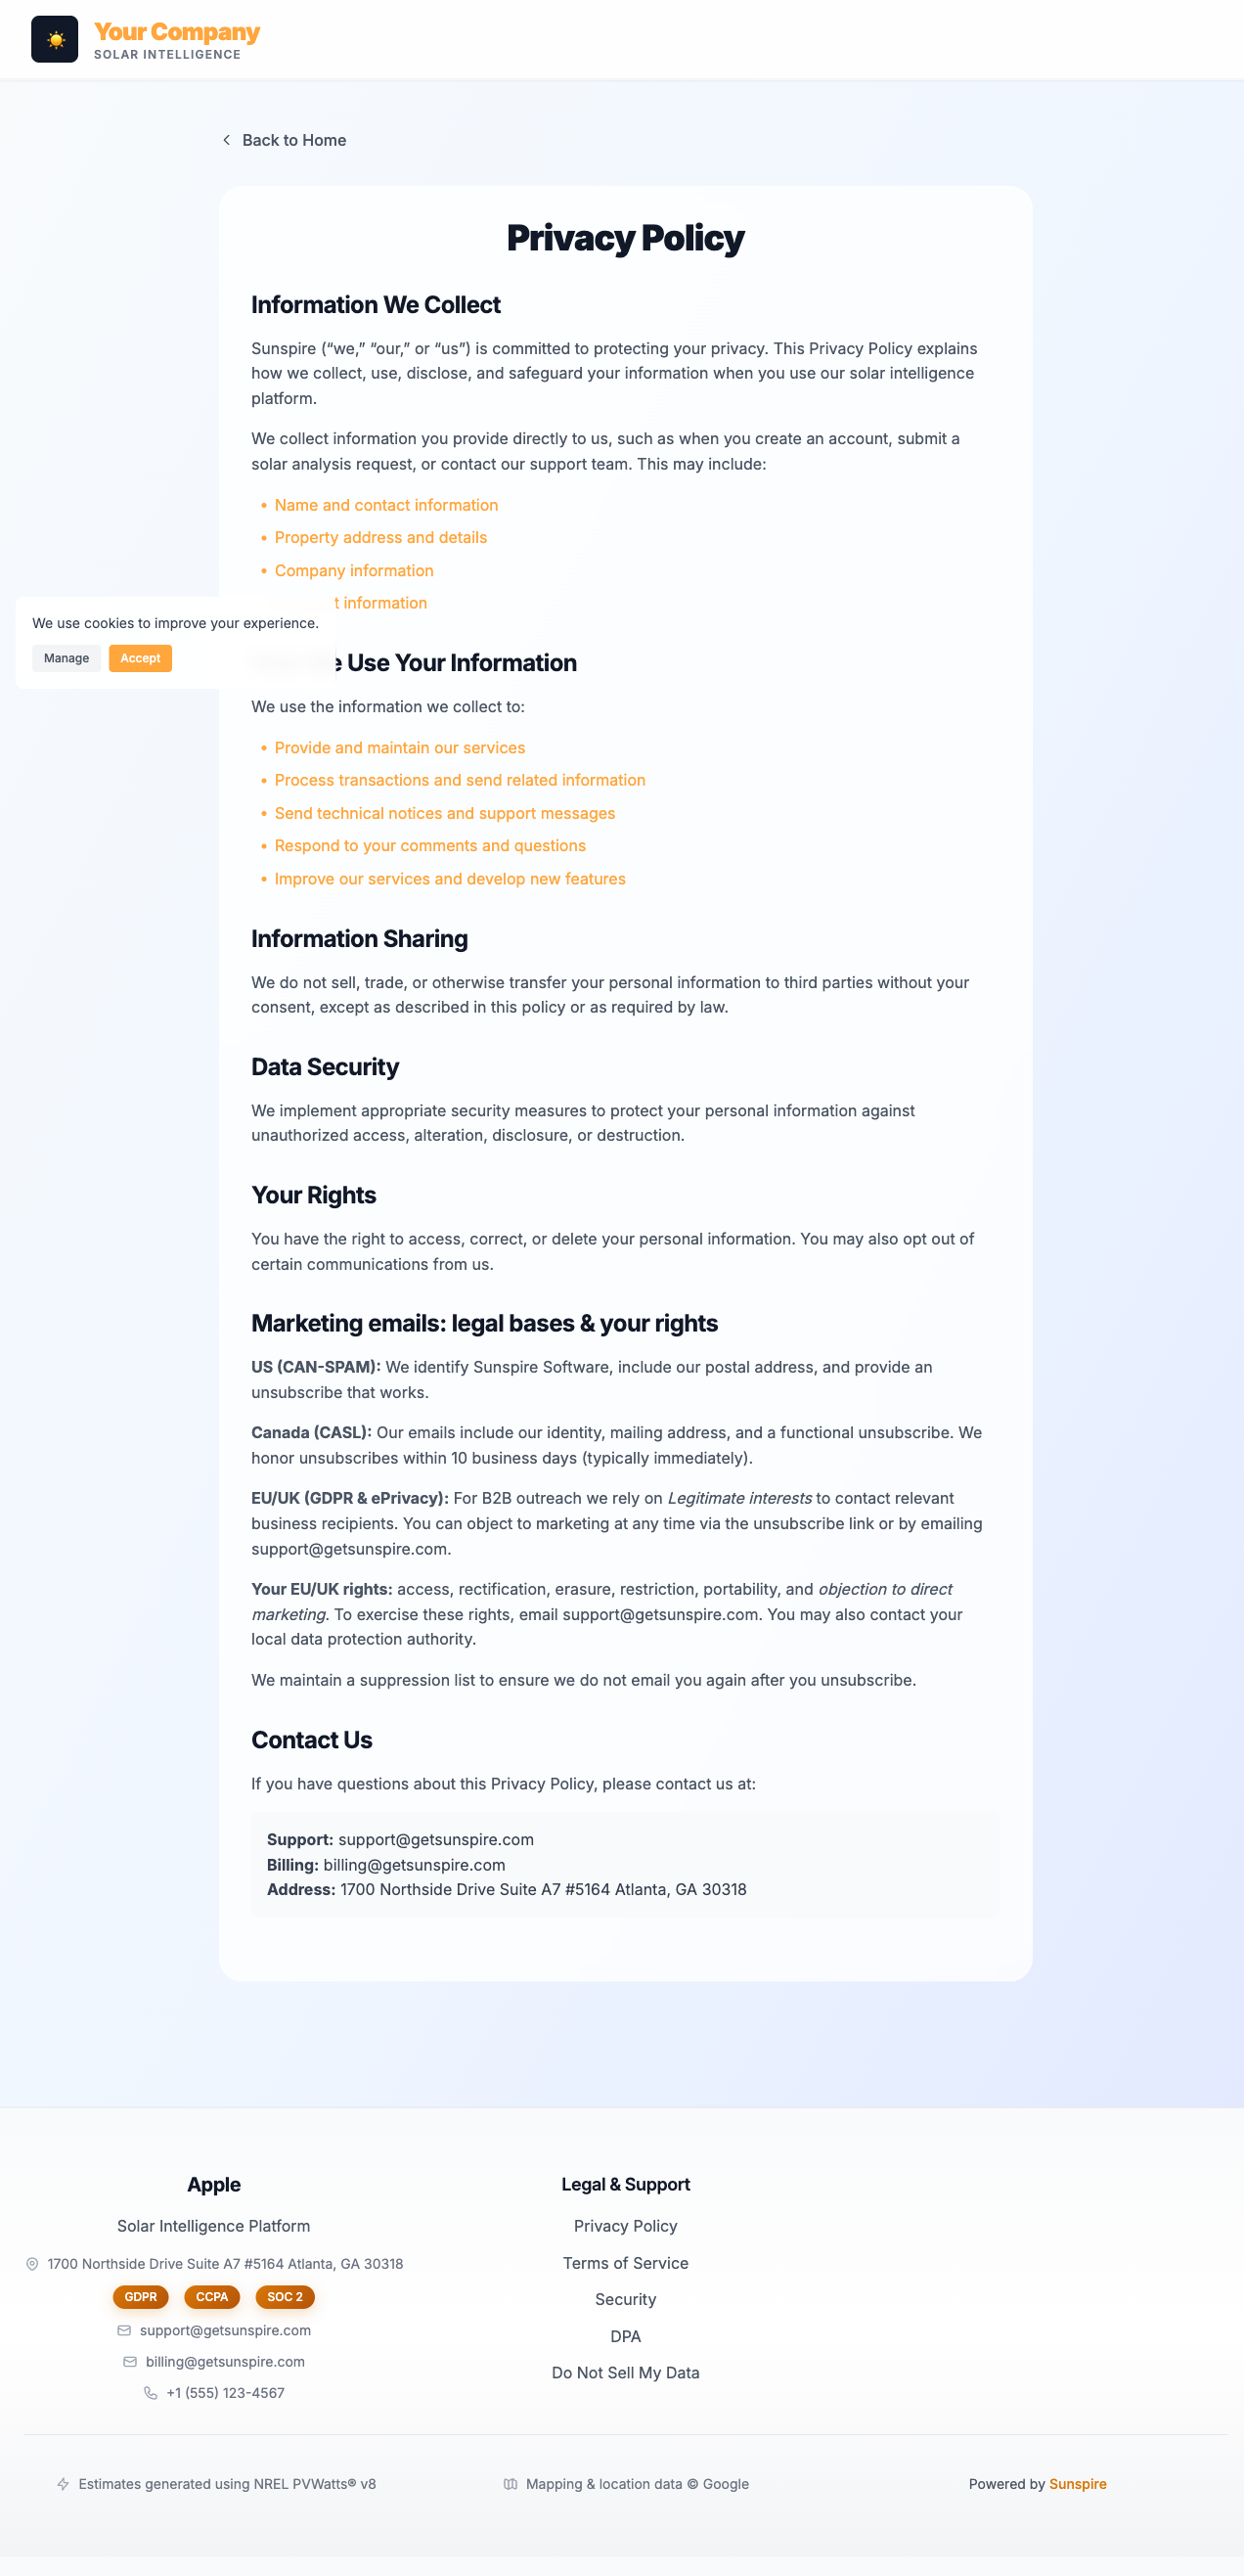 Your Company
SOLAR INTELLIGENCE
Back to Home
Privacy Policy
Information We Collect
Sunspire (“we,” “our,” or “us”) is committed to protecting your privacy. This Privacy Policy explains
how we collect, use, disclose, and safeguard your information when you use our solar intelligence
platform.
We collect information you provide directly to us, such as when you create an account, submit a
solar analysis request, or contact our support team. This may include:
• Name and contact information
• Property address and details
• Company information
t information
We use cookies to improve your experience.
Manage Accept
e Use Your Information
We use the information we collect to:
• Provide and maintain our services
• Process transactions and send related information
• Send technical notices and support messages
• Respond to your comments and questions
• Improve our services and develop new features
Information Sharing
We do not sell, trade, or otherwise transfer your personal information to third parties without your
consent, except as described in this policy or as required by law.
Data Security
We implement appropriate security measures to protect your personal information against
unauthorized access, alteration, disclosure, or destruction.
Your Rights
You have the right to access, correct, or delete your personal information. You may also opt out of
certain communications from us.
Marketing emails: legal bases & your rights
US (CAN-SPAM): We identify Sunspire Software, include our postal address, and provide an
unsubscribe that works.
Canada (CASL): Our emails include our identity, mailing address, and a functional unsubscribe. We
honor unsubscribes within 10 business days (typically immediately).
EU/UK (GDPR & ePrivacy): For B2B outreach we rely on Legitimate interests to contact relevant
business recipients. You can object to marketing at any time via the unsubscribe link or by emailing
support@getsunspire.com.
Your EU/UK rights: access, rectification, erasure, restriction, portability, and objection to direct
marketing. To exercise these rights, email support@getsunspire.com. You may also contact your
local data protection authority.
We maintain a suppression list to ensure we do not email you again after you unsubscribe.
Contact Us
If you have questions about this Privacy Policy, please contact us at:
Support: support@getsunspire.com
Billing: billing@getsunspire.com
Address: 1700 Northside Drive Suite A7 #5164 Atlanta, GA 30318
Apple
Solar Intelligence Platform
1700 Northside Drive Suite A7 #5164 Atlanta, GA 30318
GDPR CCPA SOC 2
support@getsunspire.com
billing@getsunspire.com
+1 (555) 123-4567
Legal & Support
Privacy Policy
Terms of Service
Security
DPA
Do Not Sell My Data
Estimates generated using NREL PVWatts® v8
Mapping & location data © Google
Powered by Sunspire